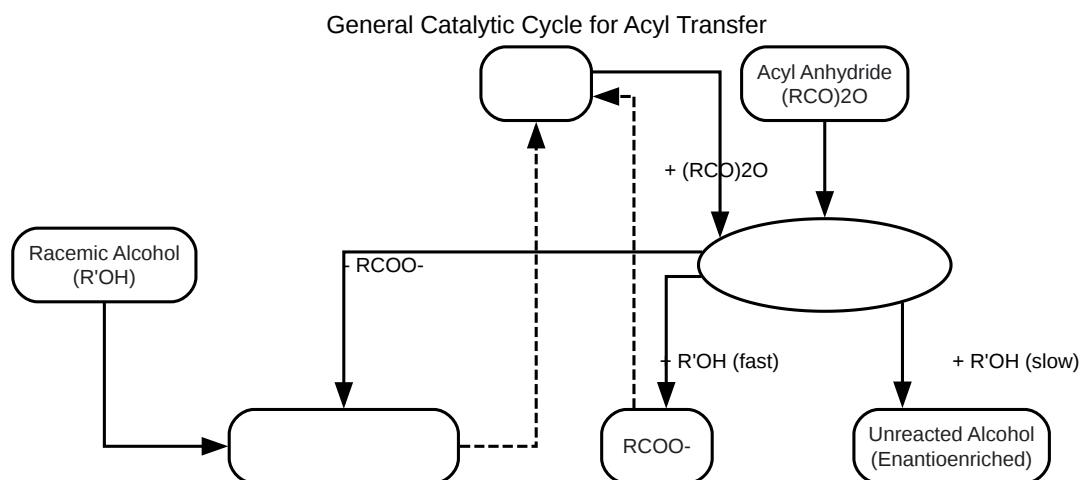 General Catalytic Cycle for Acyl Transfer
Acyl Anhydride
(RCO)2O
+ (RCO)2O
Racemic Alcohol
(R'OH)
- RCOO-
+ R'OH (fast)
+ R'OH (slow)
RCOO-
Unreacted Alcohol
(Enantioenriched)